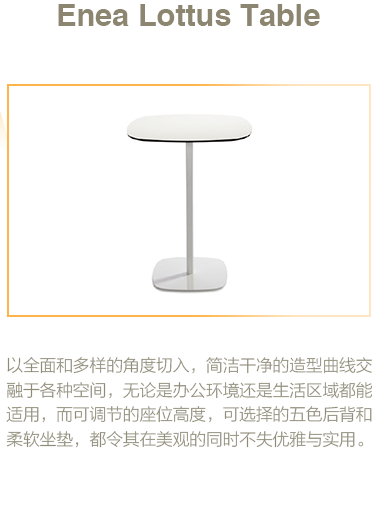 Enea Lottus Table
以全面和多样的角度切入，简洁干净的造型曲线交
融于各种空间，无论是办公环境还是生活区域都能
适用，而可调节的座位高度，可选择的五色后背和
柔软坐垫，都令其在美观的同时不失优雅与实用。